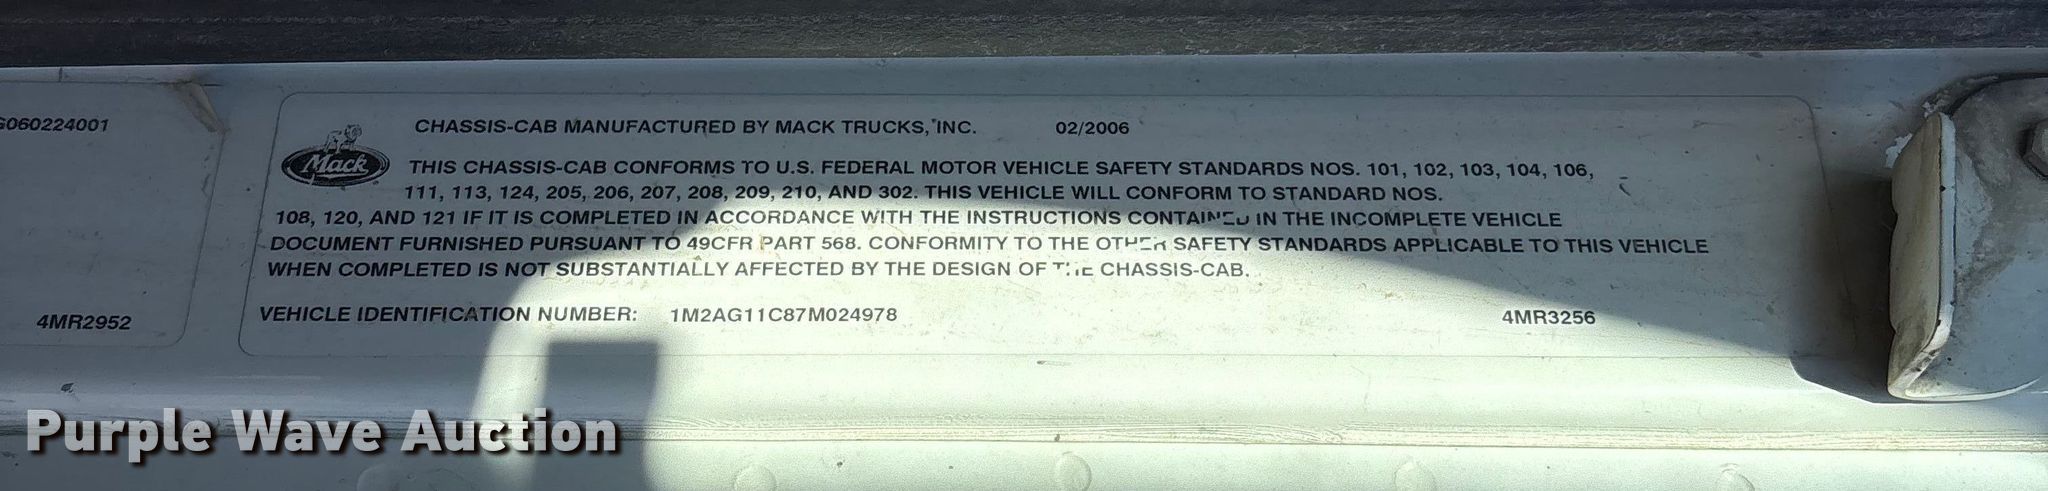 G060224001
4MR2952
CHASSIS-CAB MANUFACTURED BY MACK TRUCKS, INC. 02/2006
Mack
THIS CHASSIS-CAB CONFORMS TO U.S. FEDERAL MOTOR VEHICLE SAFETY STANDARDS NOS. 101, 102, 103, 104, 106,
111, 113, 124, 205, 206, 207, 208, 209, 210, AND 302. THIS VEHICLE WILL CONFORM TO STANDARD NOS.
108, 120, AND 121 IF IT IS COMPLETED IN ACCORDANCE WITH THE INSTRUCTIONS CONTAINED IN THE INCOMPLETE VEHICLE
DOCUMENT FURNISHED PURSUANT TO 49CFR PART 568. CONFORMITY TO THE OTHER SAFETY STANDARDS APPLICABLE TO THIS VEHICLE
WHEN COMPLETED IS NOT SUBSTANTIALLY AFFECTED BY THE DESIGN OF THE CHASSIS-CAB.
VEHICLE IDENTIFICATION NUMBER: 1M2AG11C87M024978 4MR3256
Purple Wave Auction